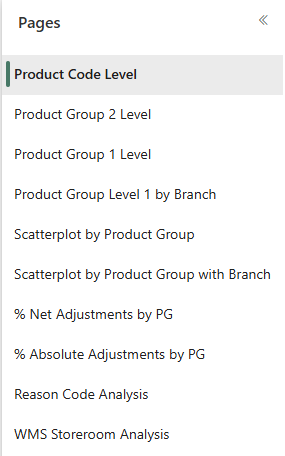 Pages
Product Code Level
Product Group 2 Level
Product Group 1 Level
Product Group Level 1 by Branch
Scatterplot by Product Group
Scatterplot by Product Group with Branch
% Net Adjustments by PG
% Absolute Adjustments by PG
Reason Code Analysis
WMS Storeroom Analysis